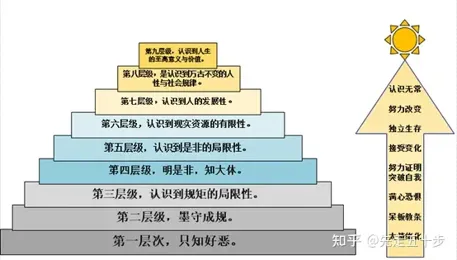 第九层级，认识到人生
的至高意义与价值。
第八层级，是认识到万古不变的人
性与社会规律。
第七层级，认识到人的发展性。
第六层级，认识到现实资源的有限性。
第五层级，认识到是非的局限性。
第四层级，明是非，知大体。
第三层级，认识到规矩的局限性。
第二层级，墨守成规。
第一层次，只知好恶。
认识无常
努力改变
独立生存
接受变化
努力证明
突破自我
满心恐惧
呆板教条
知乎